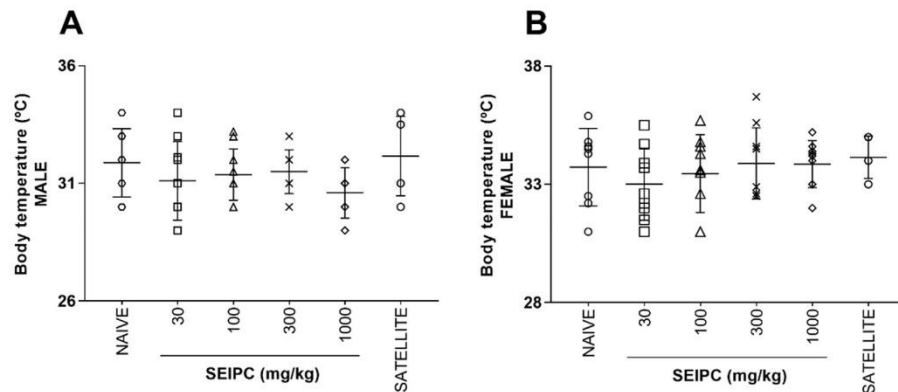 A
Body temperature (ºC)
MALE
36
31
26
NAIVE
30
100
300
1000
SATELLITE
SEIPC (mg/kg)
B
Body temperature (ºC)
FEMALE
38
33
28
NAIVE
30
100
300
1000
SATELLITE
SEIPC (mg/kg)